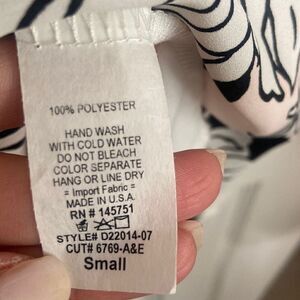 100% POLYESTER
HAND WASH
WITH COLD WATER
DO NOT BLEACH
COLOR SEPARATE
HANG OR LINE DRY
= Import Fabric =
MADE IN U.S.A.
RN # 145751
STYLE# D22014-07
CUT# 6769-A&E
Small